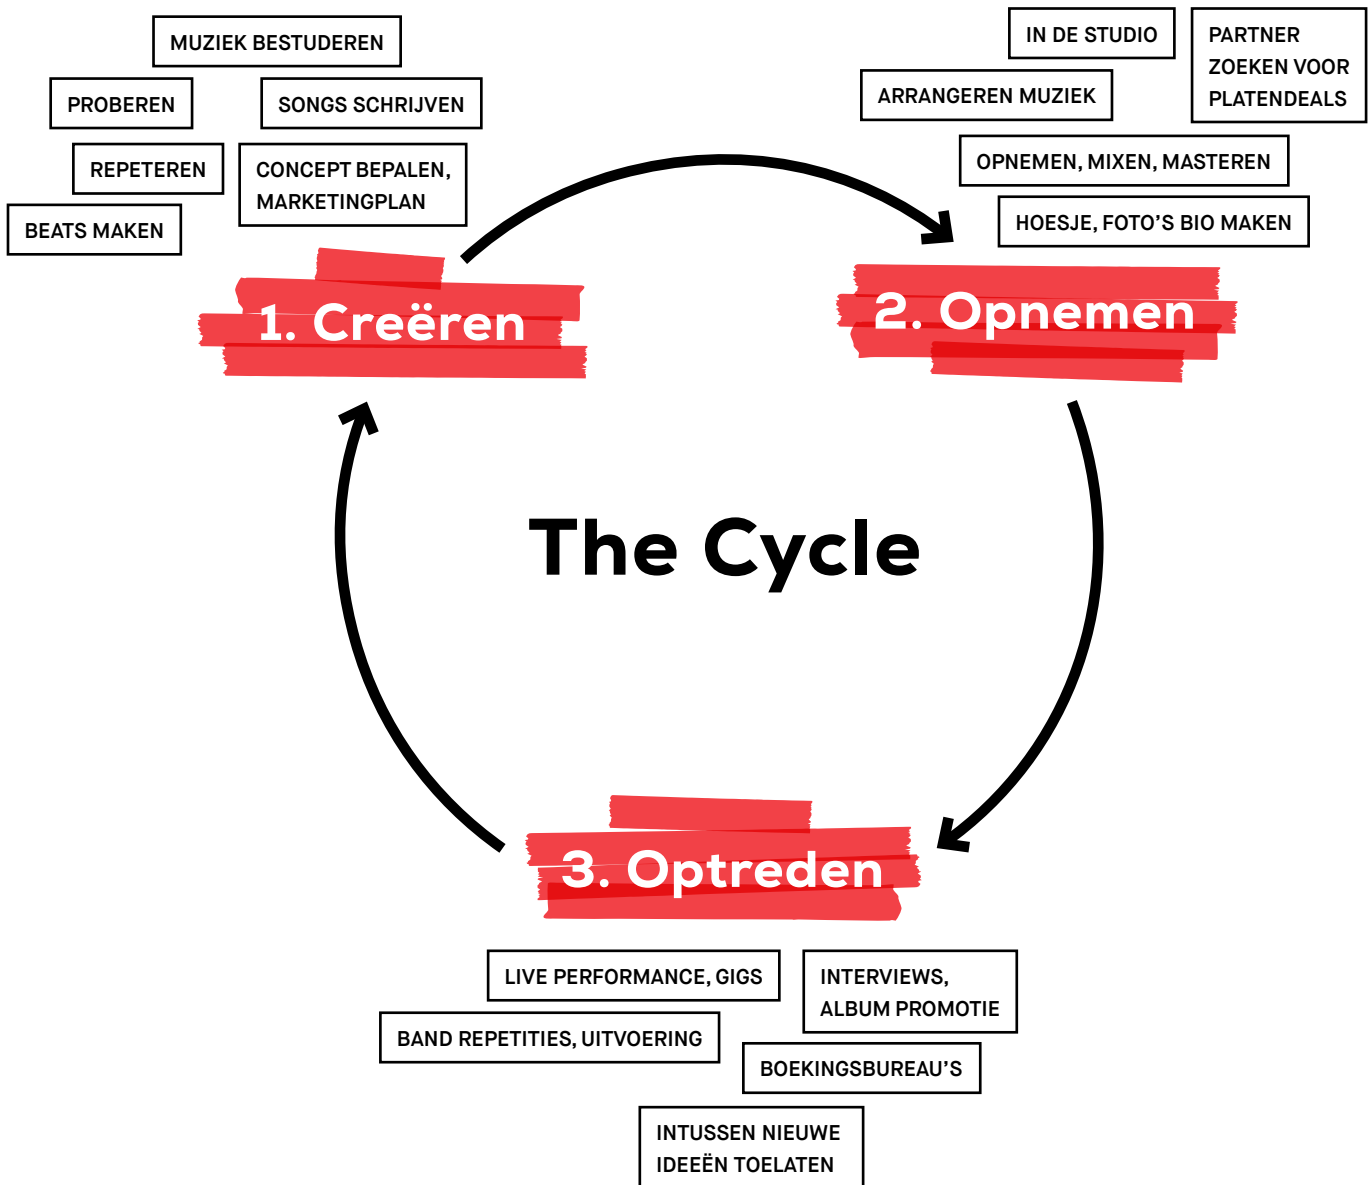 MUZIEK BESTUDEREN
PROBEREN
SONGS SCHRIJVEN
REPETEREN
CONCEPT BEPALEN,
MARKETINGPLAN
BEATS MAKEN
1. Creëren
IN DE STUDIO
PARTNER
ZOEKEN VOOR
PLATENDEALS
ARRANGEREN MUZIEK
OPNEMEN, MIXEN, MASTEREN
HOESJE, FOTO'S BIO MAKEN
2. Opnemen
The Cycle
3. Optreden
LIVE PERFORMANCE, GIGS
INTERVIEWS,
ALBUM PROMOTIE
BAND REPETITIES, UITVOERING
BOEKINGSBUREAU'S
INTUSSEN NIEUWE
IDEEËN TOELATEN